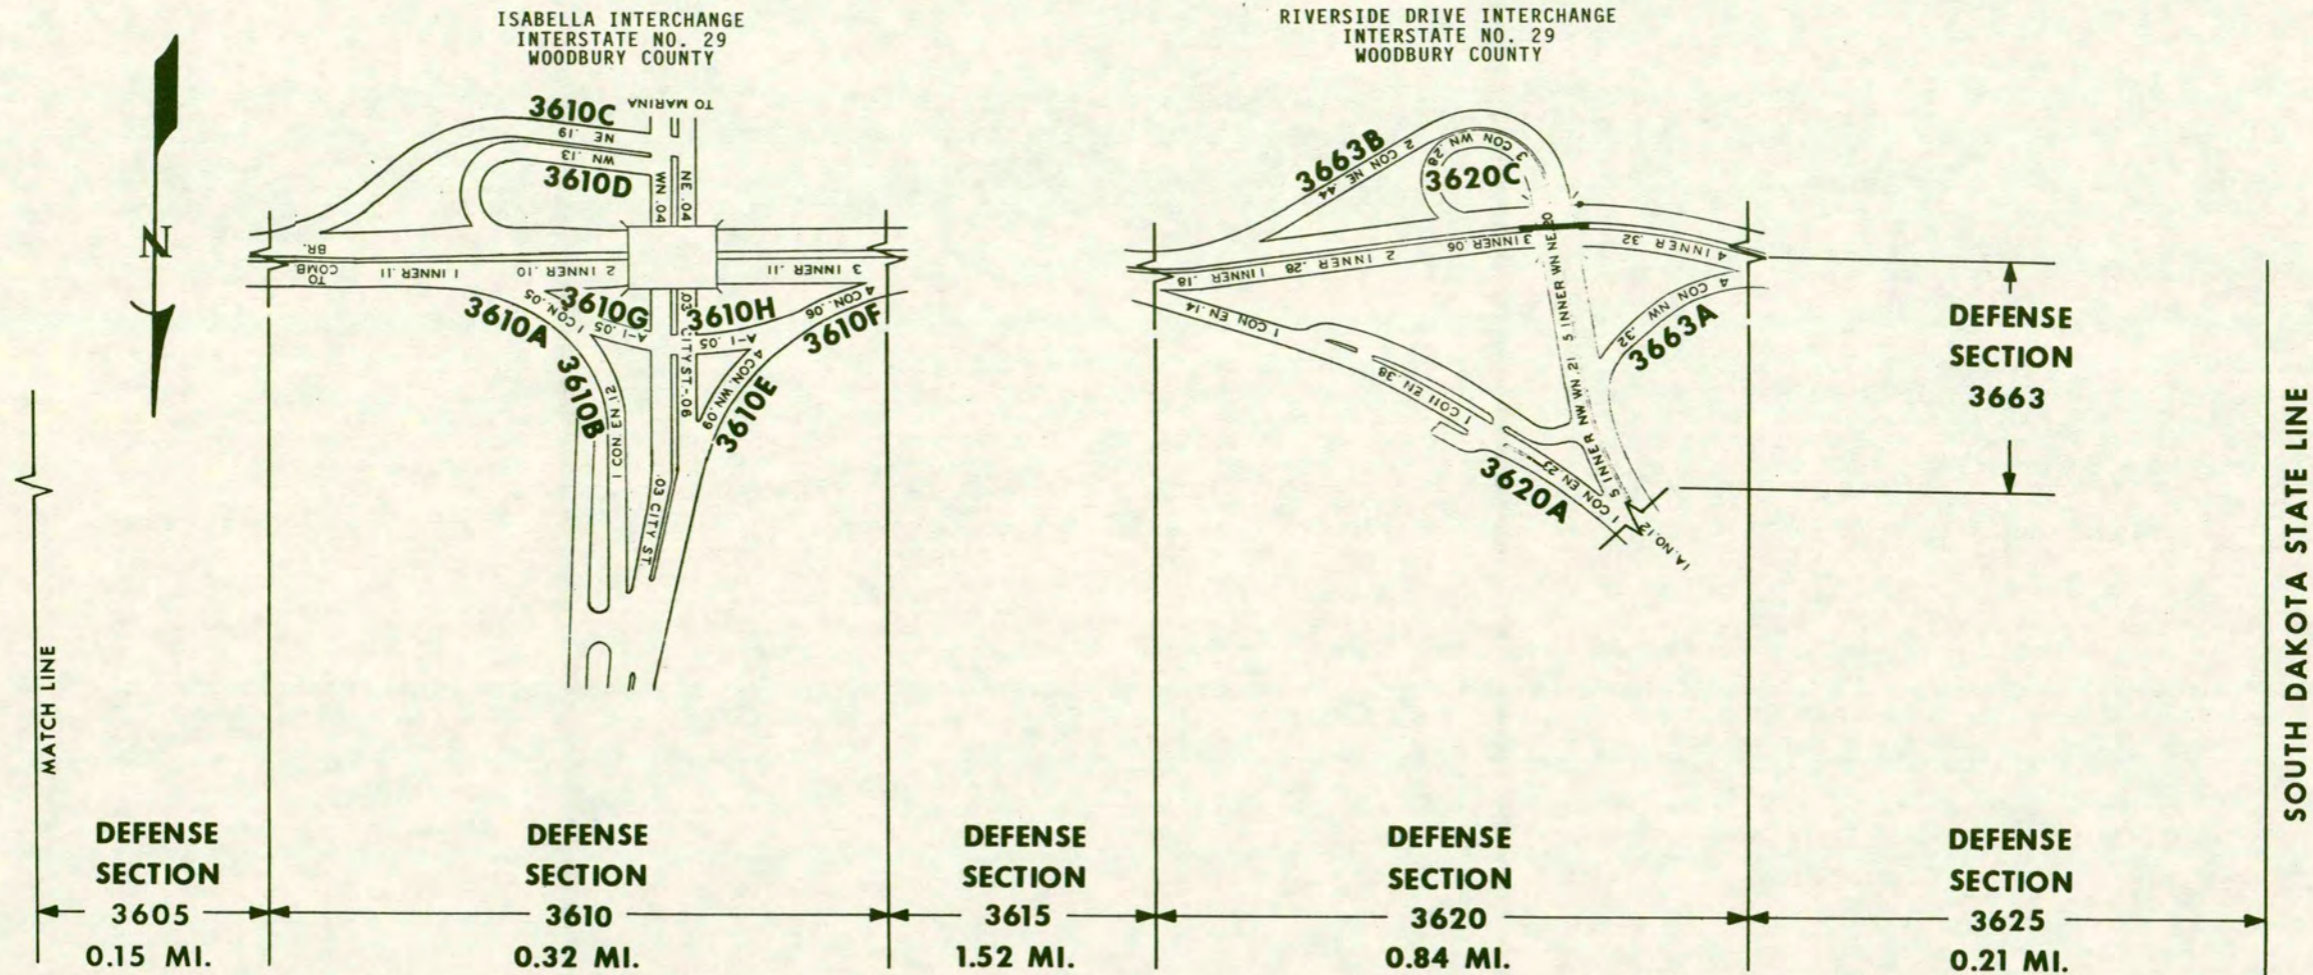 ISABELLA INTERCHANGE
INTERSTATE NO. 29
WOODBURY COUNTY
RIVERSIDE DRIVE INTERCHANGE
INTERSTATE NO. 29
WOODBURY COUNTY
N
TO MARINA
3610C
NE .19
WN .13
3610D
WN .04
NE .04
TO COMB BR.
1 INNER .11
2 INNER .10
3 INNER .11
3610A
1 CON .05
3610G
A-1 .05
3610H
A-1 .05
4 CON .06
3610F
3610B
1 CON EN .12
.03 CITY ST.-.06
4 CON. WN .09
3610E
.03 CITY ST.
3663B
2 CON NE .44
3 CON WN .28
3620C
1 INNER .18
2 INNER .28
3 INNER .06
4 INNER .32
5 INNER WN NE .20
1 CON EN .14
4 CON NW .32
3663A
1 CON EN .38
5 INNER NW WN .21
1 CON EN .23
3620A
IA. NO. 12
DEFENSE
SECTION
3663
MATCH LINE
SOUTH DAKOTA STATE LINE
DEFENSE
SECTION
3605
0.15 MI.
DEFENSE
SECTION
3610
0.32 MI.
DEFENSE
SECTION
3615
1.52 MI.
DEFENSE
SECTION
3620
0.84 MI.
DEFENSE
SECTION
3625
0.21 MI.